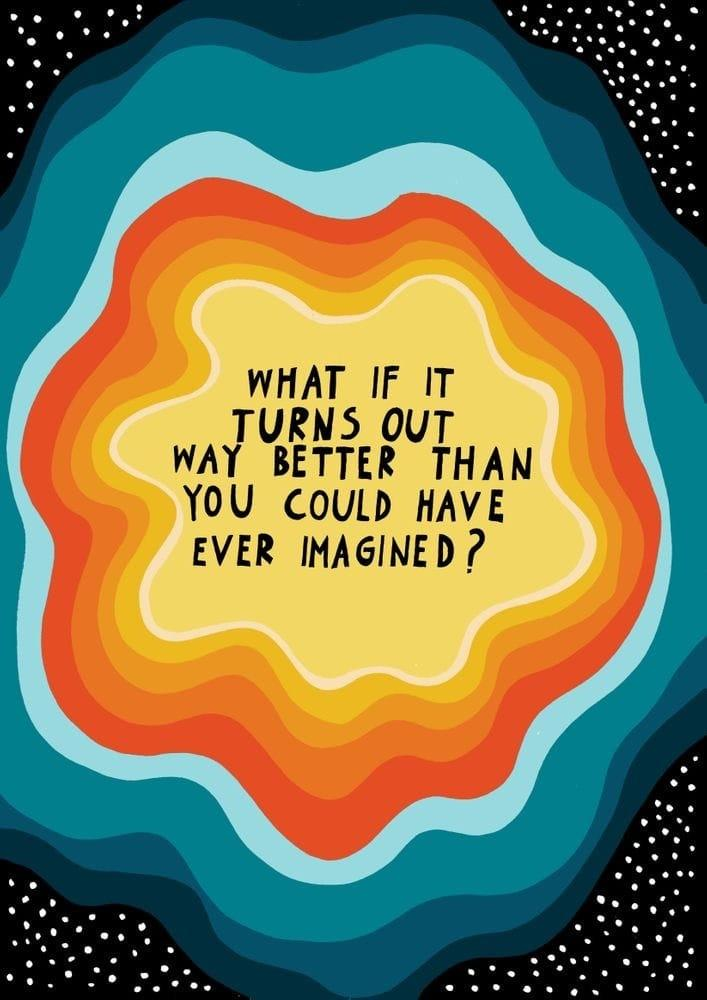 WHAT IF IT
TURNS OUT
WAY BETTER THAN
YOU COULD HAVE
EVER IMAGINED?